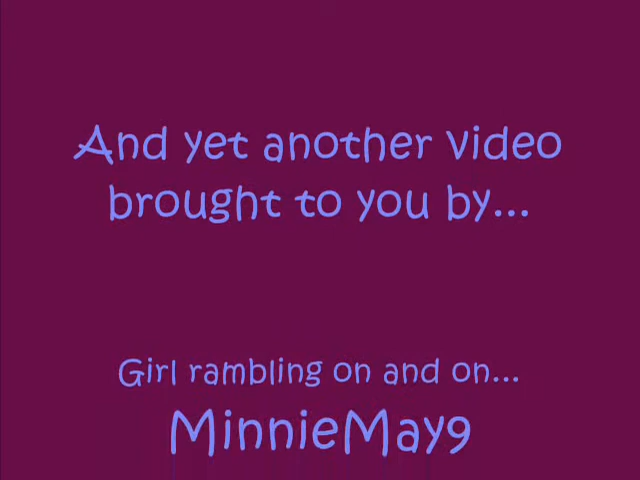 And yet another video
brought to you by...
Girl rambling on and on...
MinnieMay9